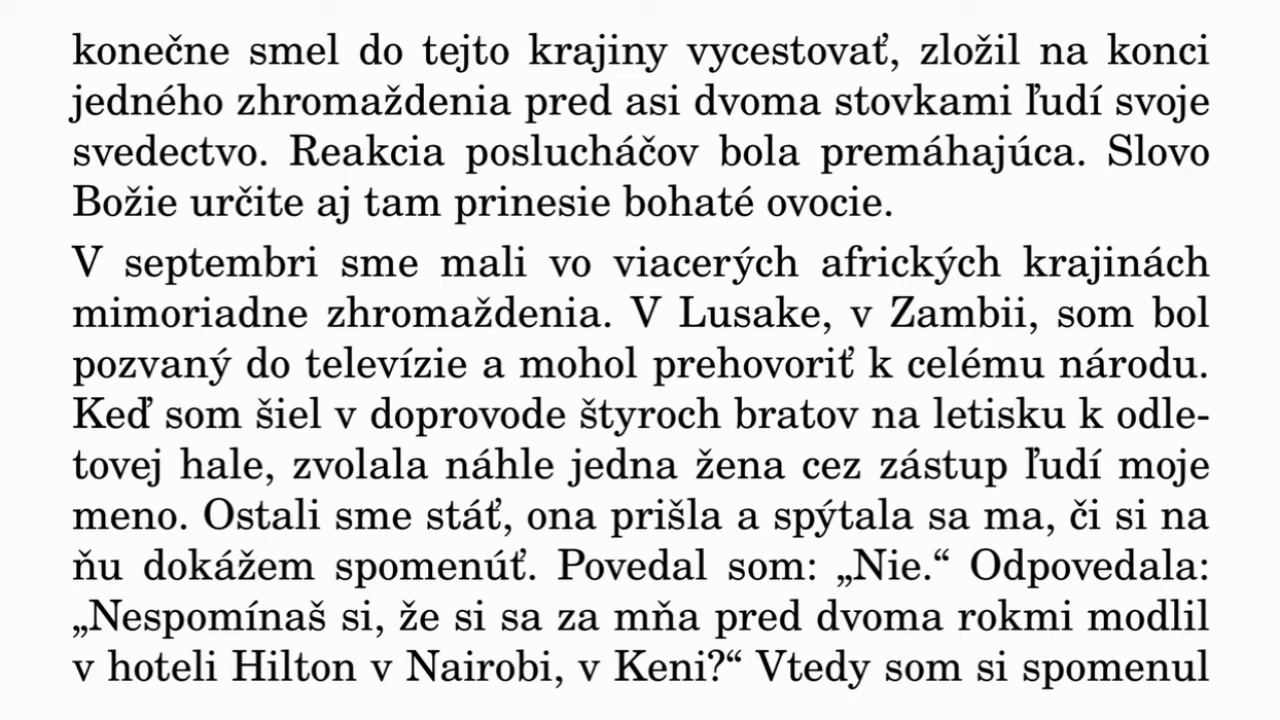 konečne smel do tejto krajiny vycestovať, zložil na konci
jedného zhromaždenia pred asi dvoma stovkami ľudí svoje
svedectvo. Reakcia poslucháčov bola premáhajúca. Slovo
Božie určite aj tam prinesie bohaté ovocie.
V septembri sme mali vo viacerých afrických krajinách
mimoriadne zhromaždenia. V Lusake, v Zambii, som bol
pozvaný do televízie a mohol prehovoriť k celému národu.
Keď som šiel v doprovode štyroch bratov na letisku k odle-
tovej hale, zvolala náhle jedna žena cez zástup ľudí moje
meno. Ostali sme stáť, ona prišla a spýtala sa ma, či si na
ňu dokážem spomenúť. Povedal som: „Nie.“ Odpovedala:
„Nespomínaš si, že si sa za mňa pred dvoma rokmi modlil
v hoteli Hilton v Nairobi, v Keni?“ Vtedy som si spomenul